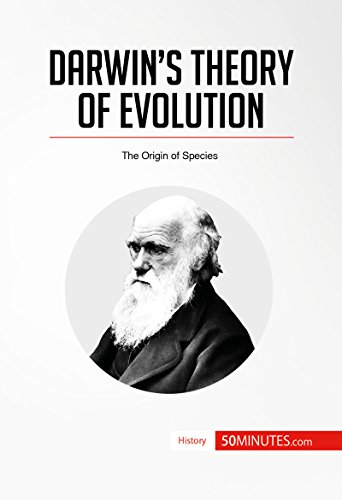 DARWIN'S THEORY
OF EVOLUTION
The Origin of Species
History 50MINUTES.com